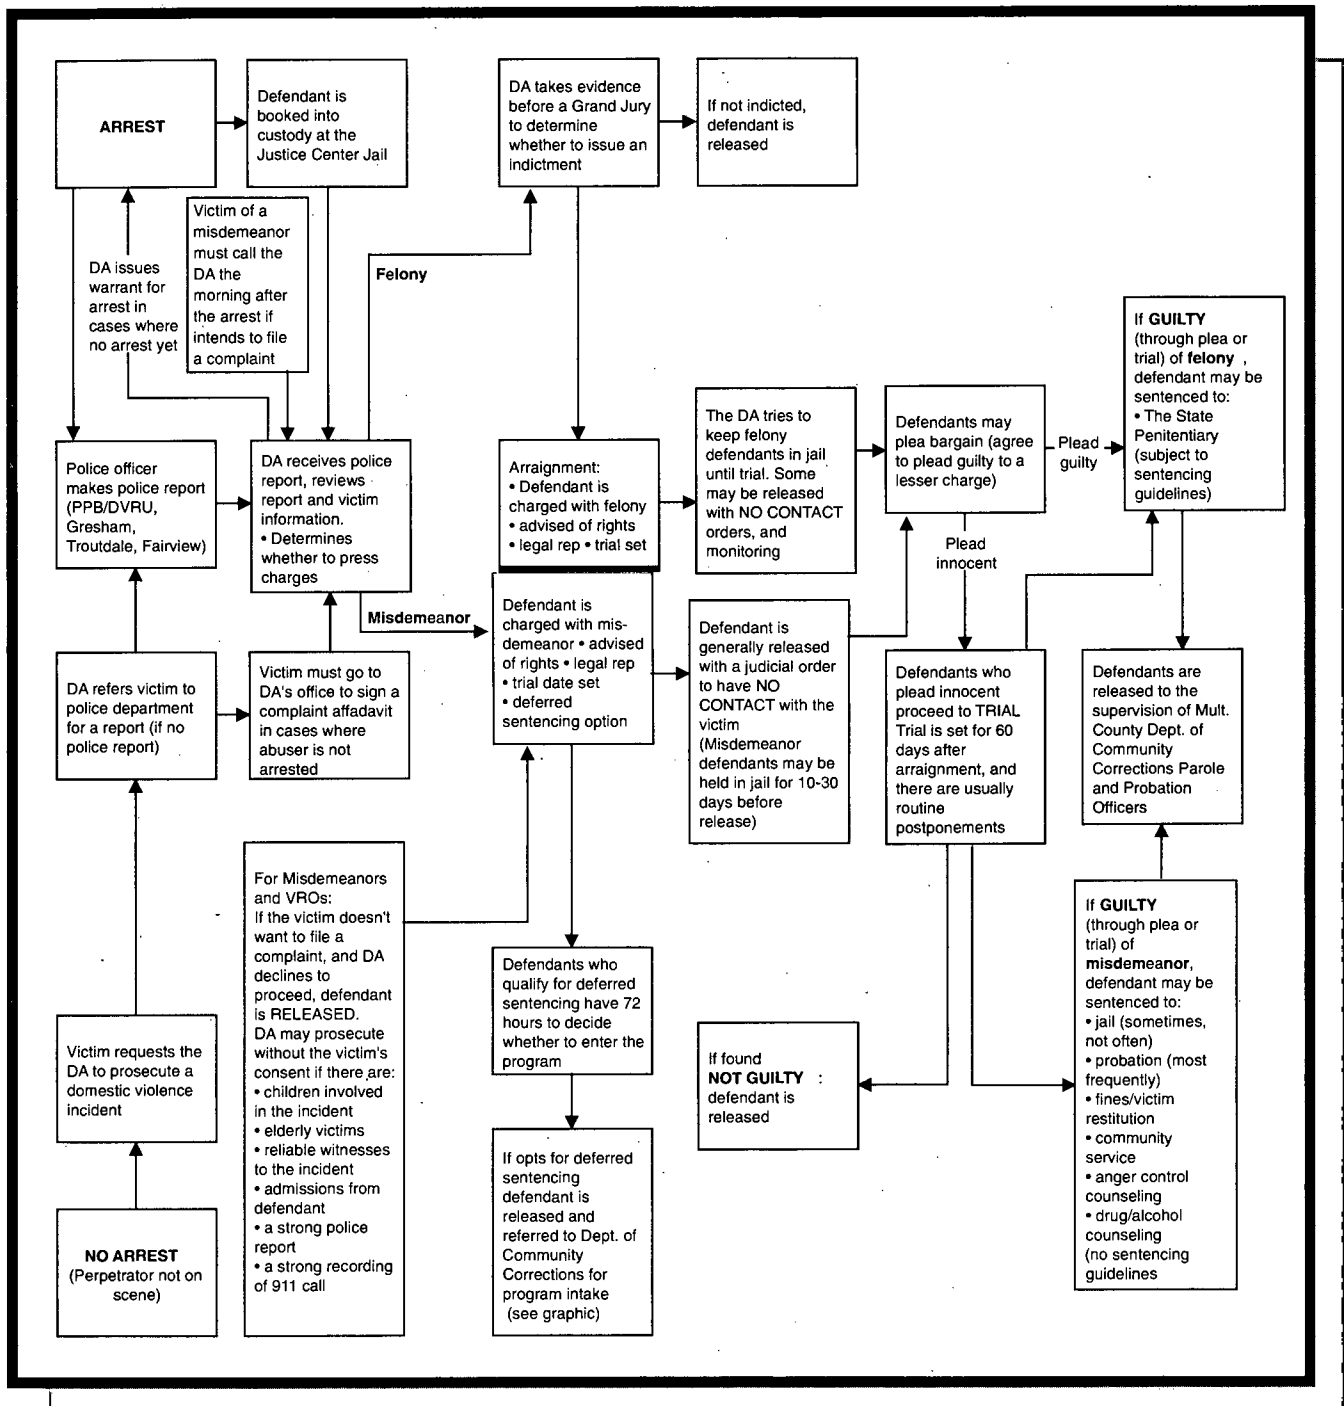 ARREST
Defendant is
booked into
custody at the
Justice Center Jail
DA takes evidence
before a Grand Jury
to determine
whether to issue an
indictment
If not indicted,
defendant is
released
DA issues
warrant for
arrest in
cases where
no arrest yet
Victim of a
misdemeanor
must call the
DA the
morning after
the arrest if
intends to file
a complaint
Felony
Police officer
makes police report
(PPB/DVRU,
Gresham,
Troutdale, Fairview)
DA receives police
report, reviews
report and victim
information.
• Determines
whether to press
charges
Arraignment:
• Defendant is
charged with felony
• advised of rights
• legal rep • trial set
The DA tries to
keep felony
defendants in jail
until trial. Some
may be released
with NO CONTACT
orders, and
monitoring
Defendants may
plea bargain (agree
to plead guilty to a
lesser charge)
Plead
guilty
Plead
innocent
If GUILTY
(through plea or
trial) of felony ,
defendant may be
sentenced to:
• The State
Penitentiary
(subject to
sentencing
guidelines)
Misdemeanor
DA refers victim to
police department
for a report (if no
police report)
Victim must go to
DA's office to sign a
complaint affadavit
in cases where
abuser is not
arrested
Defendant is
charged with mis-
demeanor • advised
of rights • legal rep
• trial date set
• deferred
sentencing option
Defendant is
generally released
with a judicial order
to have NO
CONTACT with the
victim
(Misdemeanor
defendants may be
held in jail for 10-30
days before
release)
Defendants who
plead innocent
proceed to TRIAL
Trial is set for 60
days after
arraignment, and
there are usually
routine
postponements
Defendants are
released to the
supervision of Mult.
County Dept. of
Community
Corrections Parole
and Probation
Officers
For Misdemeanors
and VROs:
If the victim doesn't
want to file a
complaint, and DA
declines to
proceed, defendant
is RELEASED.
DA may prosecute
without the victim's
consent if there are:
• children involved
in the incident
• elderly victims
• reliable witnesses
to the incident
• admissions from
defendant
• a strong police
report
• a strong recording
of 911 call
Victim requests the
DA to prosecute a
domestic violence
incident
NO ARREST
(Perpetrator not on
scene)
Defendants who
qualify for deferred
sentencing have 72
hours to decide
whether to enter the
program
If opts for deferred
sentencing
defendant is
released and
referred to Dept. of
Community
Corrections for
program intake
(see graphic)
If found
NOT GUILTY :
defendant is
released
If GUILTY
(through plea or
trial) of
misdemeanor,
defendant may be
sentenced to:
• jail (sometimes,
not often)
• probation (most
frequently)
• fines/victim
restitution
• community
service
• anger control
counseling
• drug/alcohol
counseling
(no sentencing
guidelines